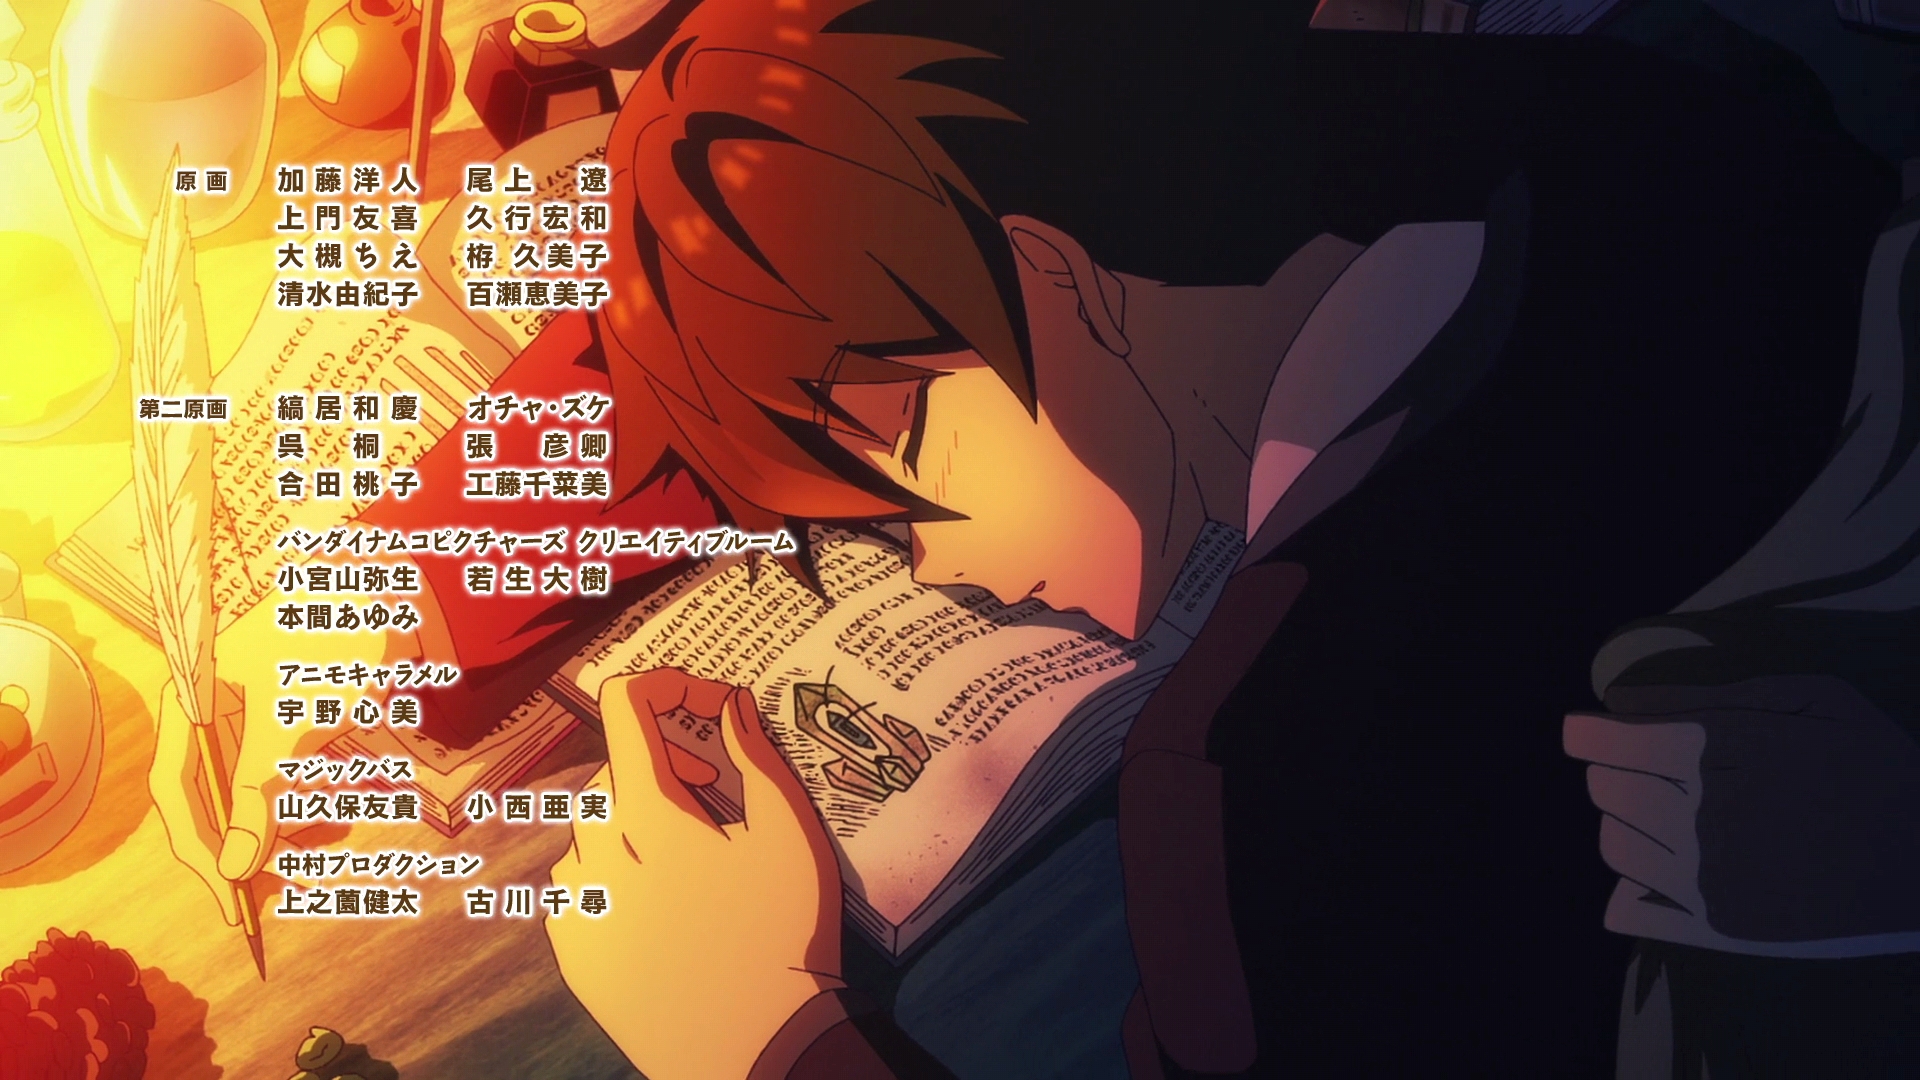 原画 加藤洋人 尾上 遼
上門友喜 久行宏和
大槻ちえ 栫 久美子
清水由紀子 百瀬恵美子
第二原画 縞居和慶 オチャ・ズケ
呉 桐 張 彦卿
合田桃子 工藤千菜美
バンダイナムコピクチャーズ クリエイティブルーム
小宮山弥生 若生大樹
本間あゆみ
アニモキャラメル
宇野心美
マジックバス
山久保友貴 小西亜実
中村プロダクション
上之薗健太 古川千尋